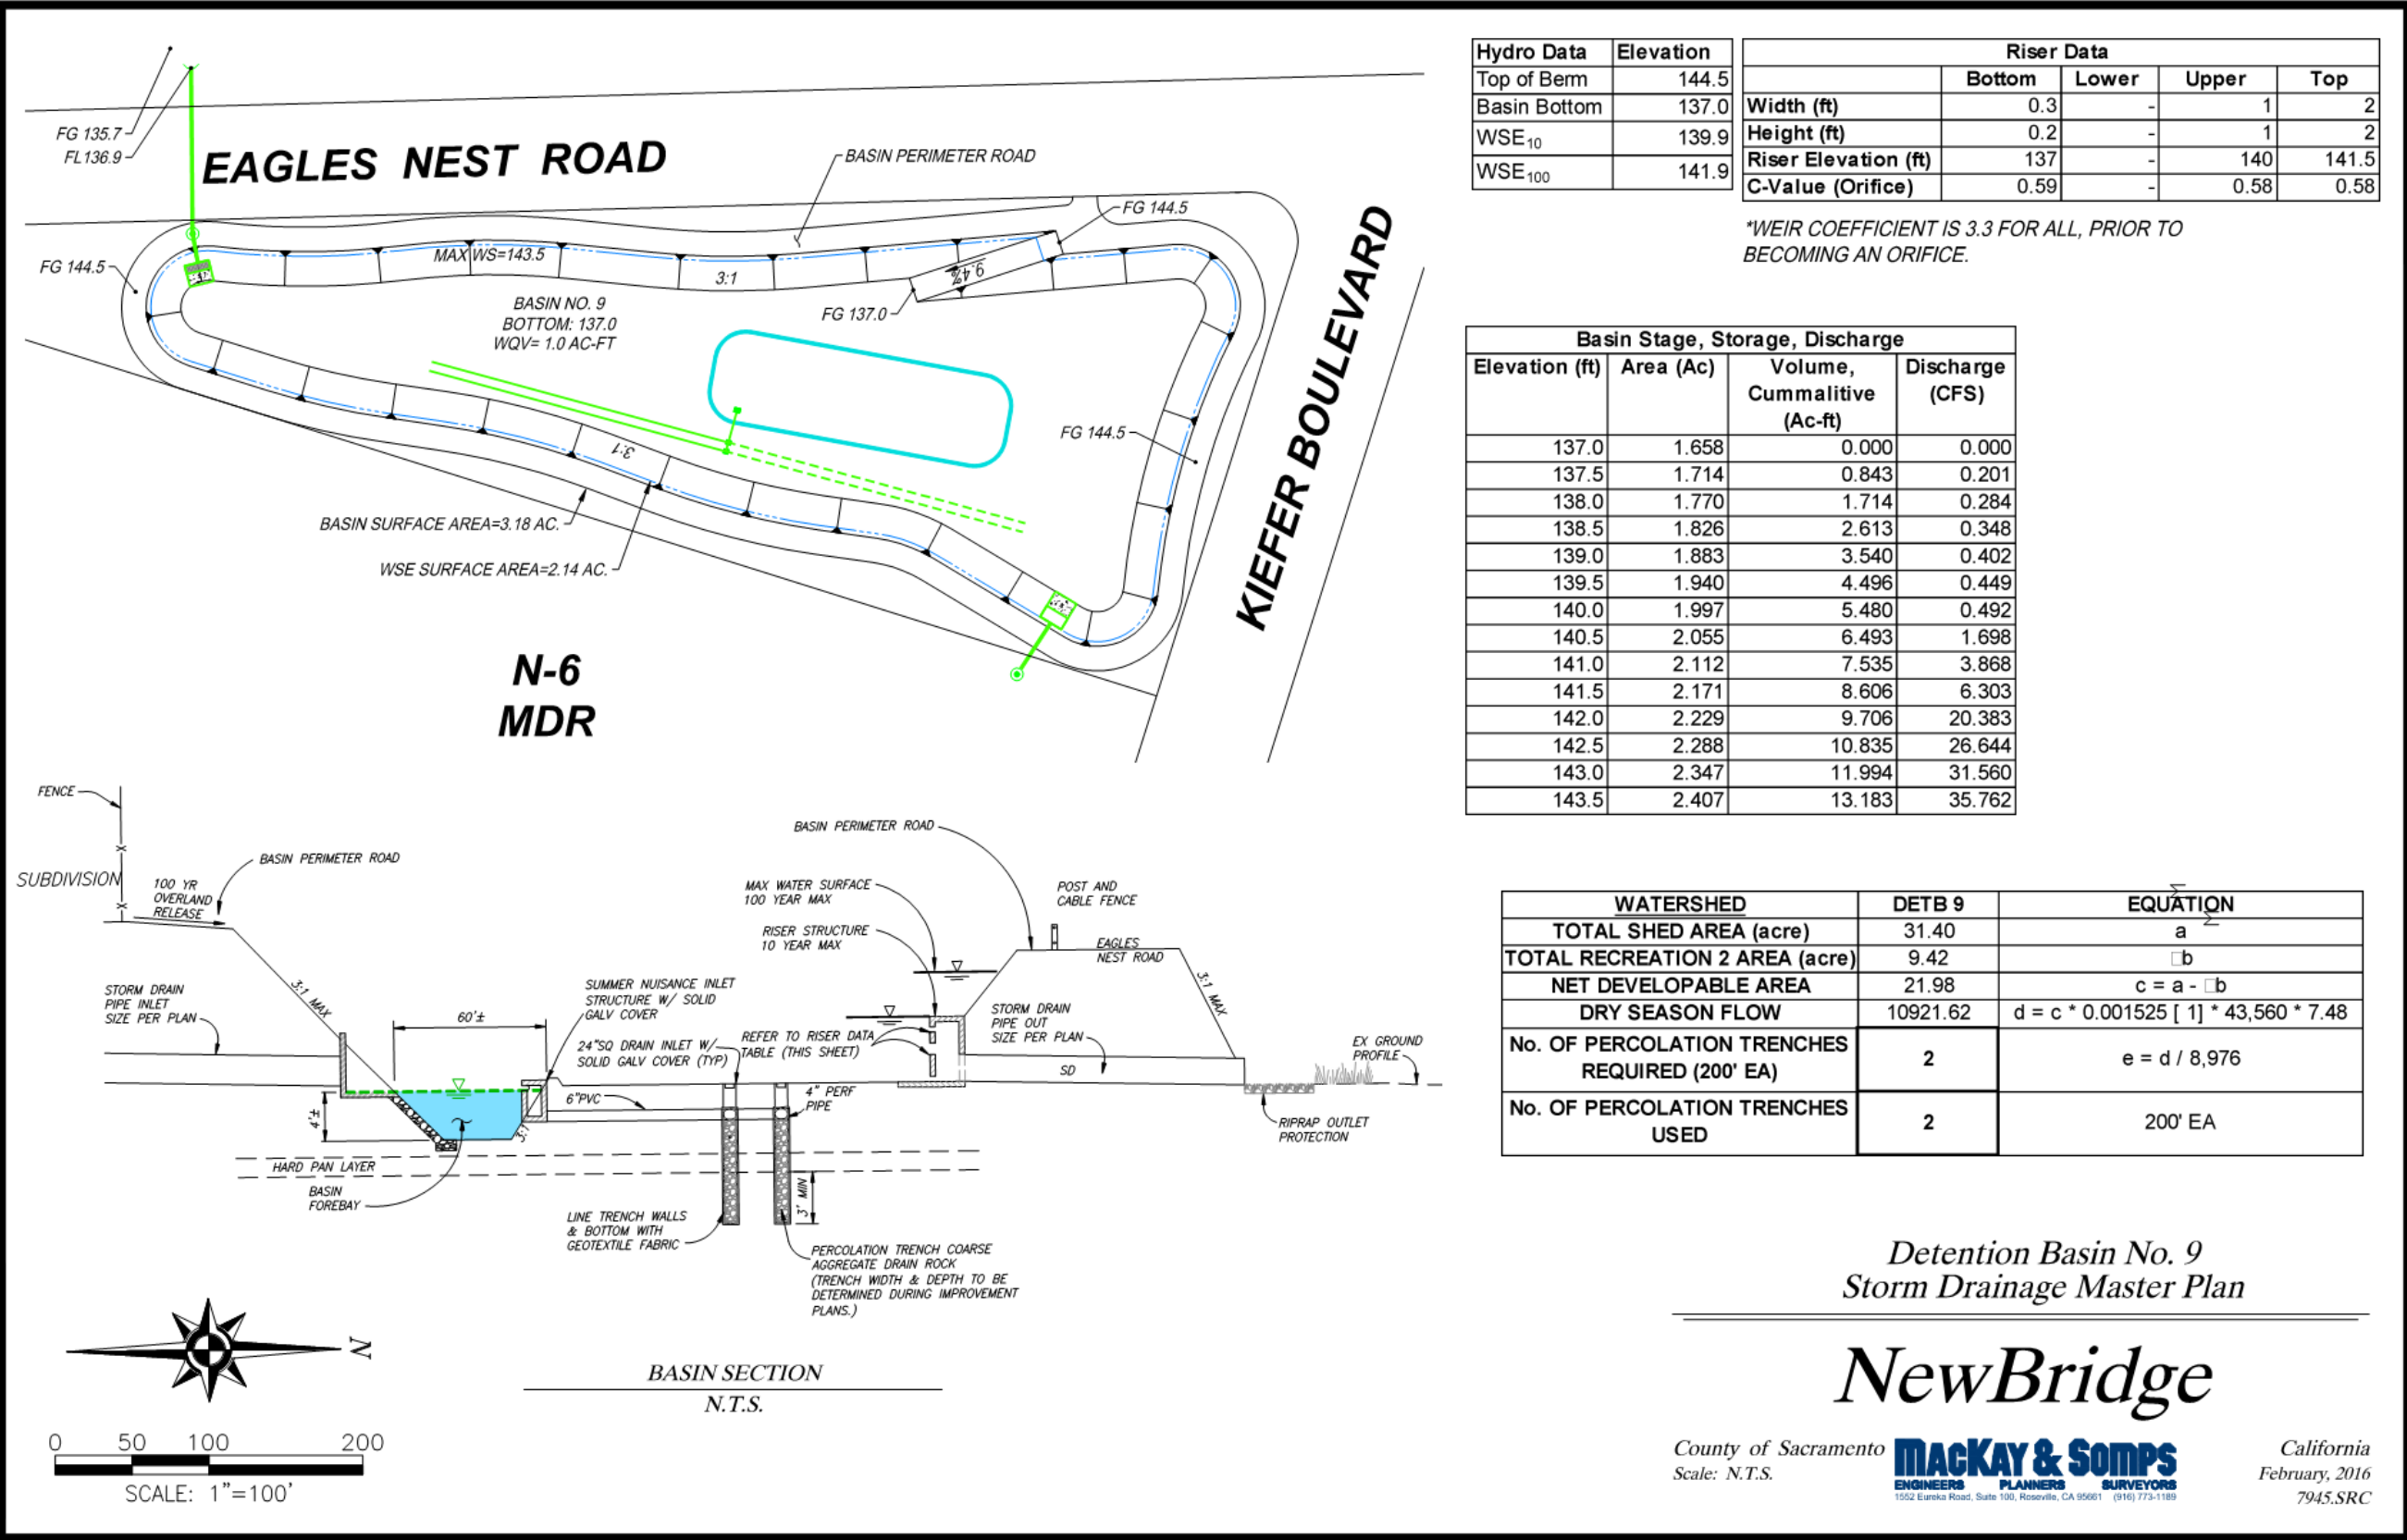 FG 135.7
FL136.9
EAGLES NEST ROAD
BASIN PERIMETER ROAD
FG 144.5
FG 144.5
MAX WS=143.5
3:1
9.4%
FG 137.0
BASIN NO. 9
BOTTOM: 137.0
WQV= 1.0 AC-FT
3:1
FG 144.5
KIEFER BOULEVARD
BASIN SURFACE AREA=3.18 AC.
WSE SURFACE AREA=2.14 AC.
N-6
MDR
Hydro Data Elevation
Top of Berm 144.5
Basin Bottom 137.0
WSE10 139.9
WSE100 141.9
Riser Data
Bottom Lower Upper Top
Width (ft) 0.3 - 1 2
Height (ft) 0.2 - 1 2
Riser Elevation (ft) 137 - 140 141.5
C-Value (Orifice) 0.59 - 0.58 0.58
*WEIR COEFFICIENT IS 3.3 FOR ALL, PRIOR TO
BECOMING AN ORIFICE.
Basin Stage, Storage, Discharge
Elevation (ft) Area (Ac) Volume, Cummalitive (Ac-ft) Discharge (CFS)
137.0 1.658 0.000 0.000
137.5 1.714 0.843 0.201
138.0 1.770 1.714 0.284
138.5 1.826 2.613 0.348
139.0 1.883 3.540 0.402
139.5 1.940 4.496 0.449
140.0 1.997 5.480 0.492
140.5 2.055 6.493 1.698
141.0 2.112 7.535 3.868
141.5 2.171 8.606 6.303
142.0 2.229 9.706 20.383
142.5 2.288 10.835 26.644
143.0 2.347 11.994 31.560
143.5 2.407 13.183 35.762
FENCE
SUBDIVISION
100 YR
OVERLAND
RELEASE
BASIN PERIMETER ROAD
3:1 MAX
STORM DRAIN
PIPE INLET
SIZE PER PLAN
60'±
4'±
3:1
HARD PAN LAYER
BASIN
FOREBAY
SUMMER NUISANCE INLET
STRUCTURE W/ SOLID
GALV COVER
24"SQ DRAIN INLET W/
SOLID GALV COVER (TYP)
6"PVC
4" PERF
PIPE
LINE TRENCH WALLS
& BOTTOM WITH
GEOTEXTILE FABRIC
3' MIN
PERCOLATION TRENCH COARSE
AGGREGATE DRAIN ROCK
(TRENCH WIDTH & DEPTH TO BE
DETERMINED DURING IMPROVEMENT
PLANS.)
BASIN PERIMETER ROAD
MAX WATER SURFACE
100 YEAR MAX
RISER STRUCTURE
10 YEAR MAX
REFER TO RISER DATA
TABLE (THIS SHEET)
POST AND
CABLE FENCE
EAGLES
NEST ROAD
3:1 MAX
STORM DRAIN
PIPE OUT
SIZE PER PLAN
SD
EX GROUND
PROFILE
RIPRAP OUTLET
PROTECTION
WATERSHED DETB 9 EQUATION
Σ
Σ
TOTAL SHED AREA (acre) 31.40 a
TOTAL RECREATION 2 AREA (acre) 9.42 □b
NET DEVELOPABLE AREA 21.98 c = a - □b
DRY SEASON FLOW 10921.62 d = c * 0.001525 [ 1] * 43,560 * 7.48
No. OF PERCOLATION TRENCHES
REQUIRED (200' EA) 2 e = d / 8,976
No. OF PERCOLATION TRENCHES
USED 2 200' EA
N
0 50 100 200
SCALE: 1"=100'
BASIN SECTION
N.T.S.
Detention Basin No. 9
Storm Drainage Master Plan
NewBridge
County of Sacramento
Scale: N.T.S.
MACKAY & SOMPS
ENGINEERS PLANNERS SURVEYORS
1552 Eureka Road, Suite 100, Roseville, CA 95661 (916) 773-1189
California
February, 2016
7945.SRC